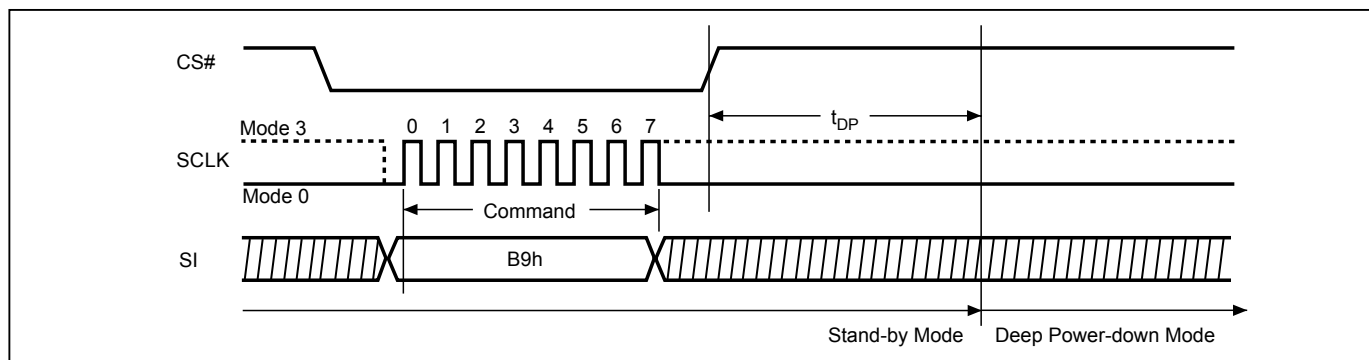 CS#
tDP
Mode 3
0 1 2 3 4 5 6 7
SCLK
Mode 0
Command
SI
B9h
Stand-by Mode
Deep Power-down Mode